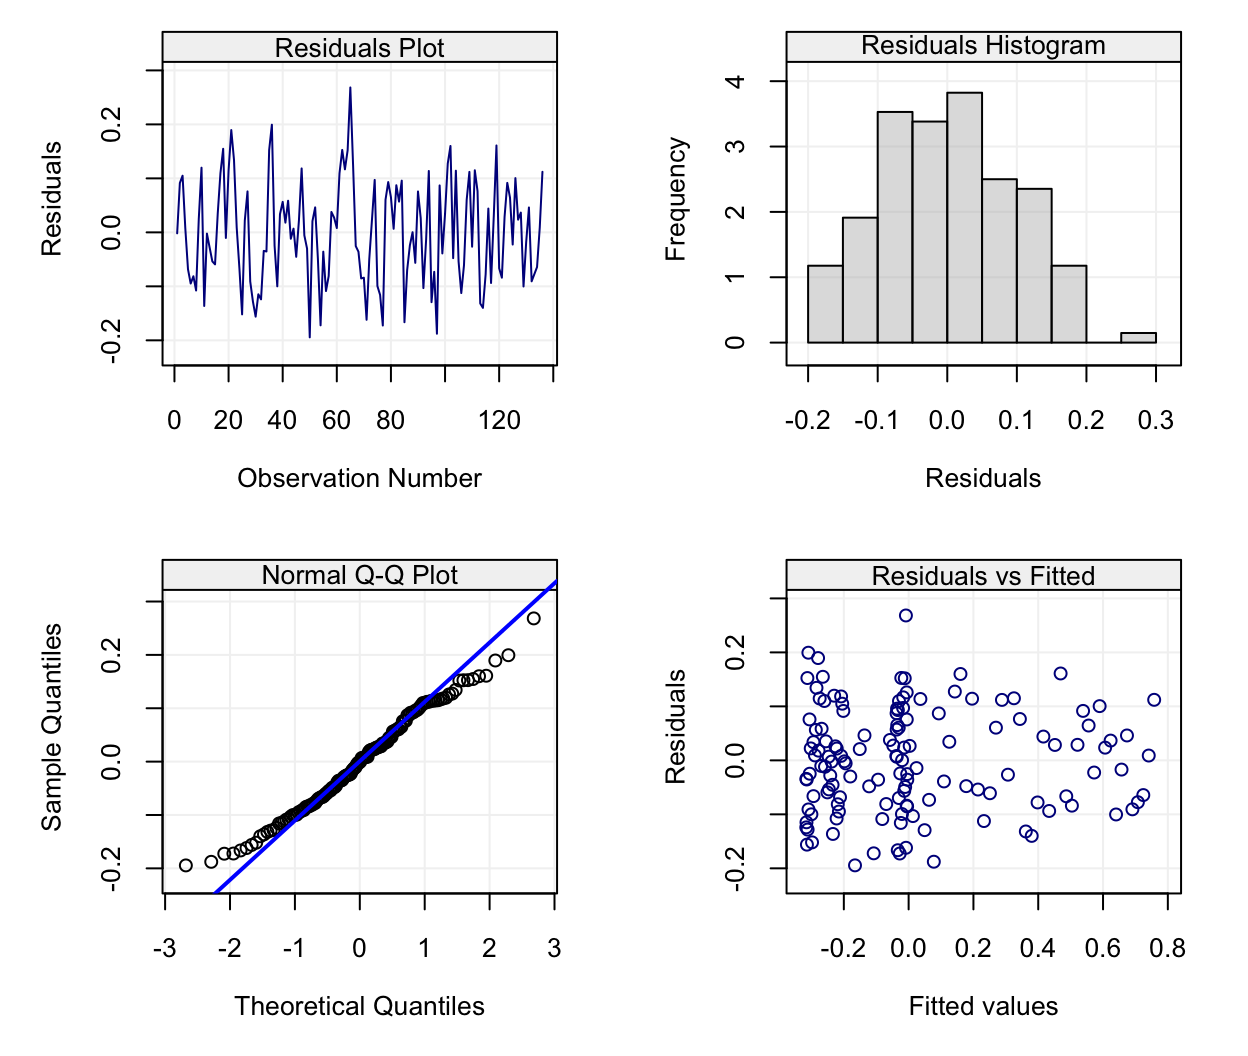 Residuals Plot
Residuals
0.2
0.0
-0.2
0 20 40 60 80 120
Observation Number
Residuals Histogram
Frequency
4
3
2
1
0
-0.2 -0.1 0.0 0.1 0.2 0.3
Residuals
Normal Q-Q Plot
Sample Quantiles
0.2
0.0
-0.2
-3 -2 -1 0 1 2 3
Theoretical Quantiles
Residuals vs Fitted
Residuals
0.2
0.0
-0.2
-0.2 0.0 0.2 0.4 0.6 0.8
Fitted values